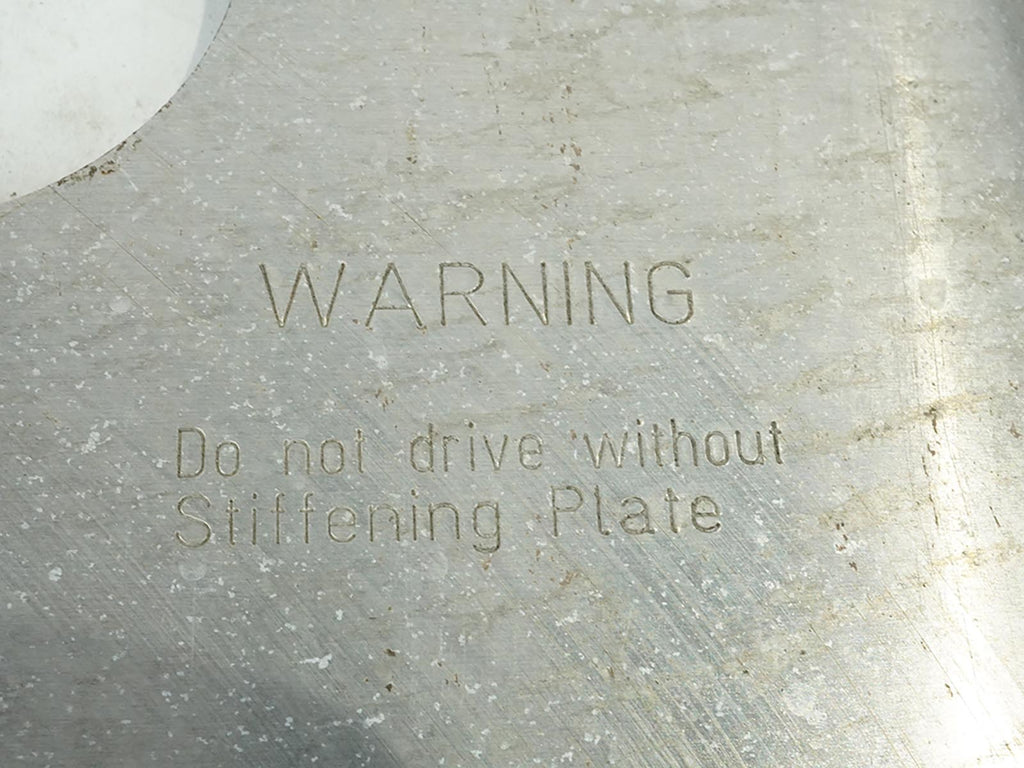 WARNING
Do not drive without
Stiffening Plate